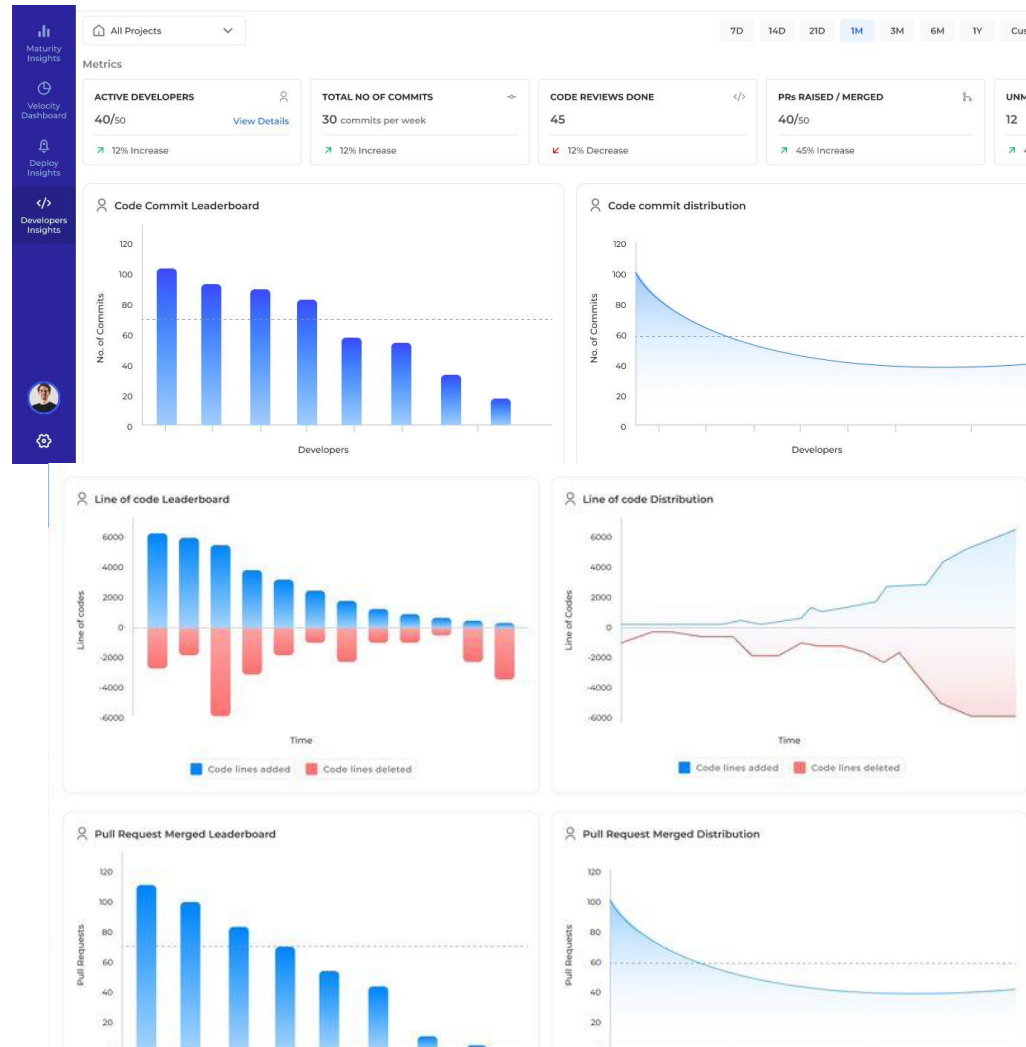 Maturity
Insights
Velocity
Dashboard
Deploy
Insights
</>
Developers
Insights
All Projects
7D 14D 21D 1M 3M 6M 1Y Cus
Metrics
ACTIVE DEVELOPERS
40/50 View Details
12% Increase
TOTAL NO OF COMMITS
30 commits per week
12% Increase
CODE REVIEWS DONE </>
45
12% Decrease
PRs RAISED / MERGED
40/50
45% Increase
UNM
12
4
Code Commit Leaderboard
120
100
80
60
40
20
0
No. of Commits
Developers
Code commit distribution
120
100
80
60
40
20
0
No. of Commits
Developers
Line of code Leaderboard
6000
4000
2000
0
-2000
-4000
-6000
Line of codes
Time
Code lines added Code lines deleted
Line of code Distribution
6000
4000
2000
0
-2000
-4000
-6000
Line of Codes
Time
Code lines added Code lines deleted
Pull Request Merged Leaderboard
120
100
80
60
40
20
Pull Requests
Pull Request Merged Distribution
120
100
80
60
40
20
Pull Requests